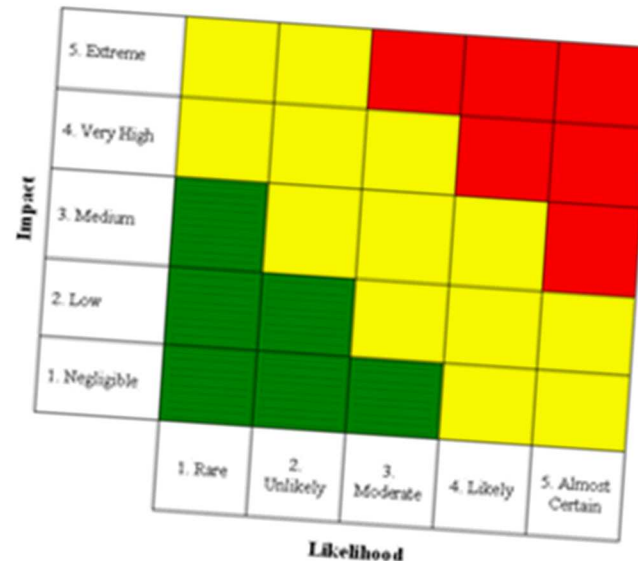 5. Extreme
4. Very High
3. Medium
2. Low
1. Negligible
Impact
1. Rare
2.
Unlikely
3.
Moderate
4. Likely
5. Almost
Certain
Likelihood